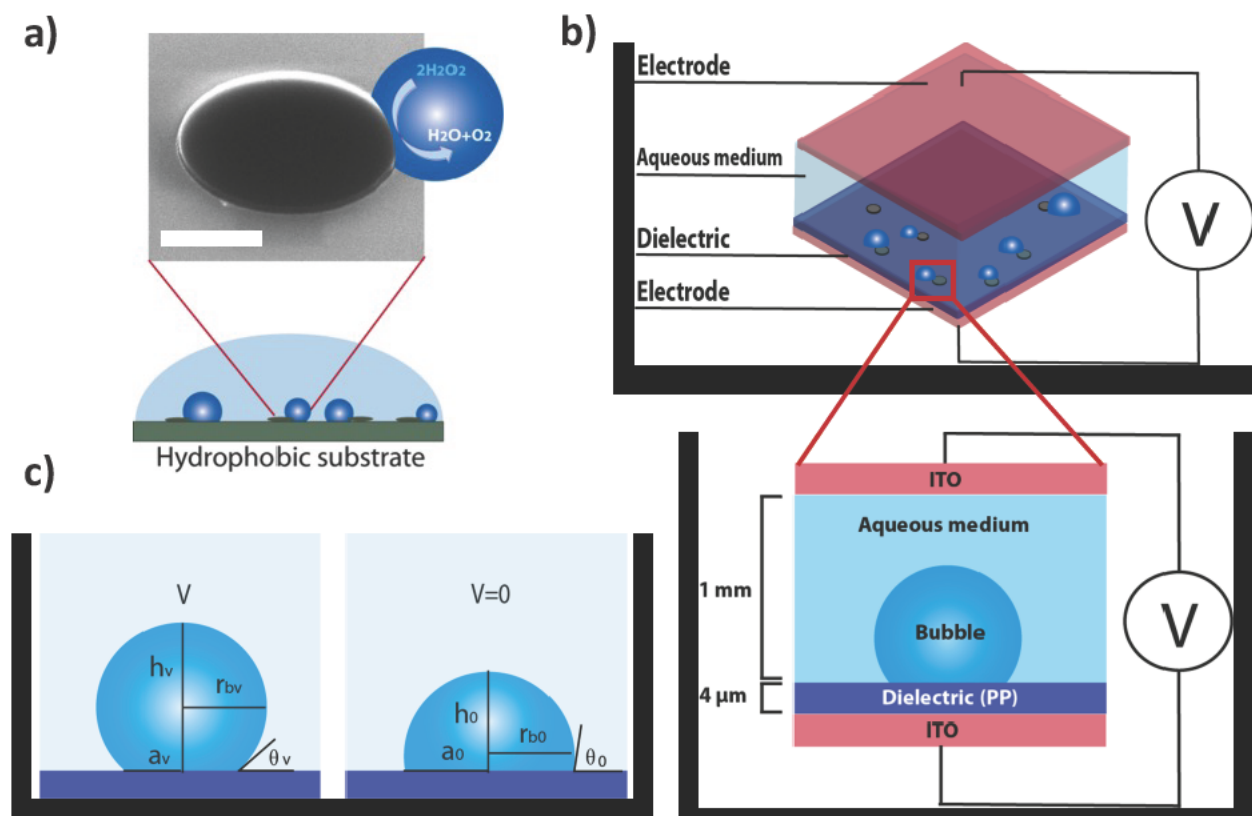 a)
2H2O2
H2O+O2
Hydrophobic substrate
b)
Electrode
Aqueous medium
Dielectric
Electrode
V
ITO
Aqueous medium
1 mm
Bubble
4 µm
Dielectric (PP)
ITO
V
c)
V
hv
rbv
av
θv
V=0
h0
rb0
a0
θ0